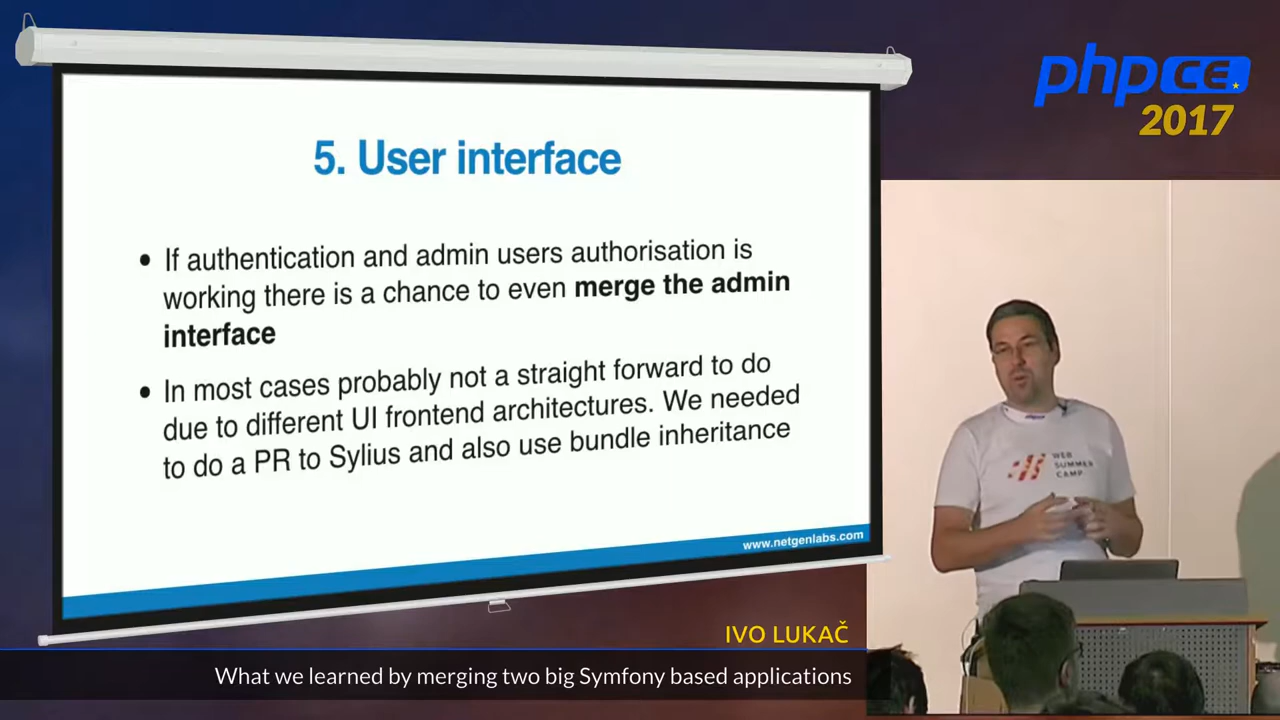 phpCE
2017
5. User interface
• If authentication and admin users authorisation is
working there is a chance to even merge the admin
interface
• In most cases probably not a straight forward to do
due to different UI frontend architectures. We needed
to do a PR to Sylius and also use bundle inheritance
www.netgenlabs.com
php
WEB
SUMMER
CAMP
IVO LUKAČ
What we learned by merging two big Symfony based applications